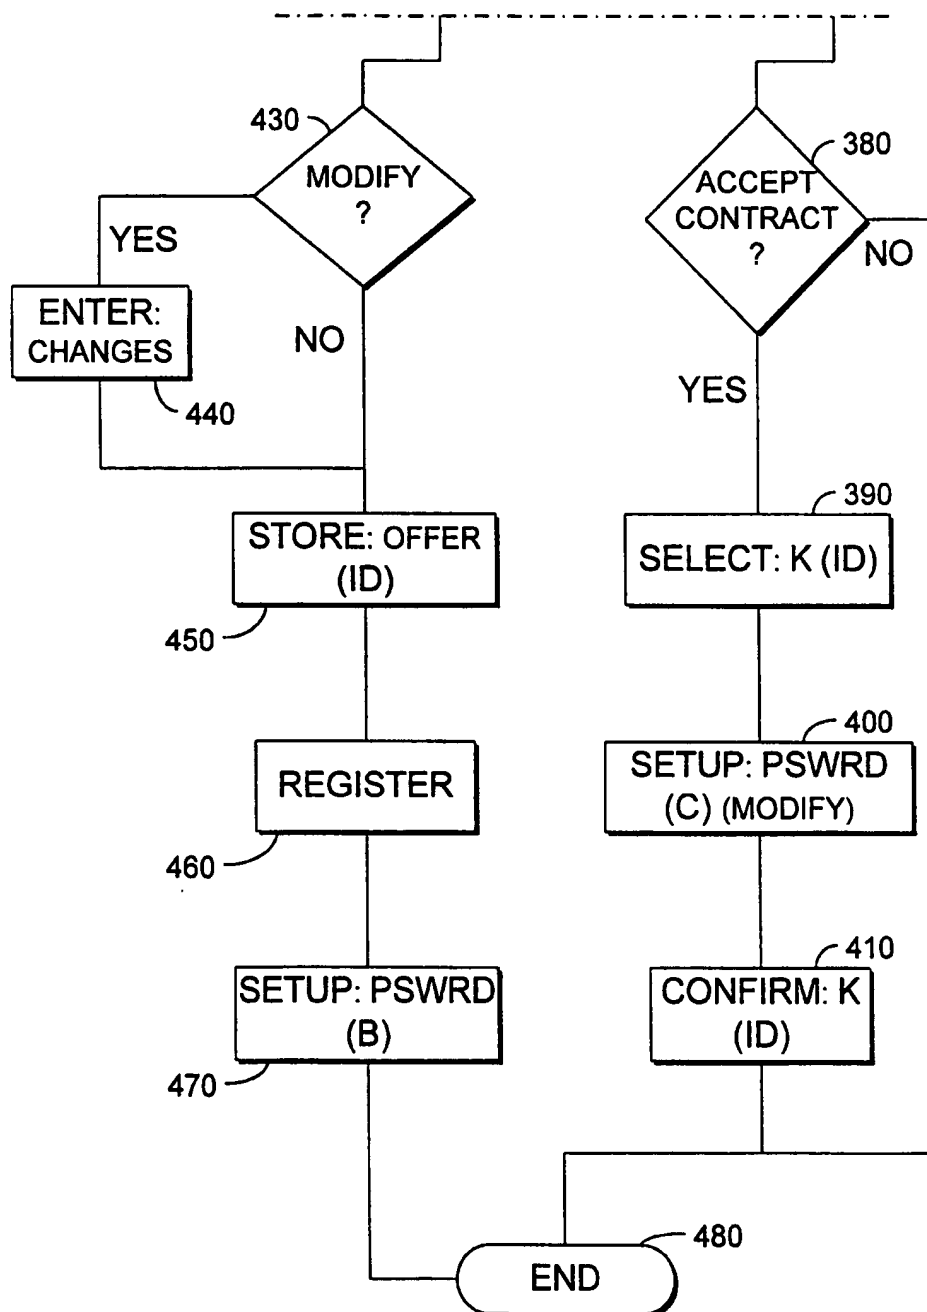 430
MODIFY
?
YES
ENTER:
CHANGES
440
NO
STORE: OFFER
(ID)
450
REGISTER
460
SETUP: PSWRD
(B)
470
380
ACCEPT
CONTRACT
?
NO
YES
390
SELECT: K (ID)
400
SETUP: PSWRD
(C) (MODIFY)
410
CONFIRM: K
(ID)
480
END